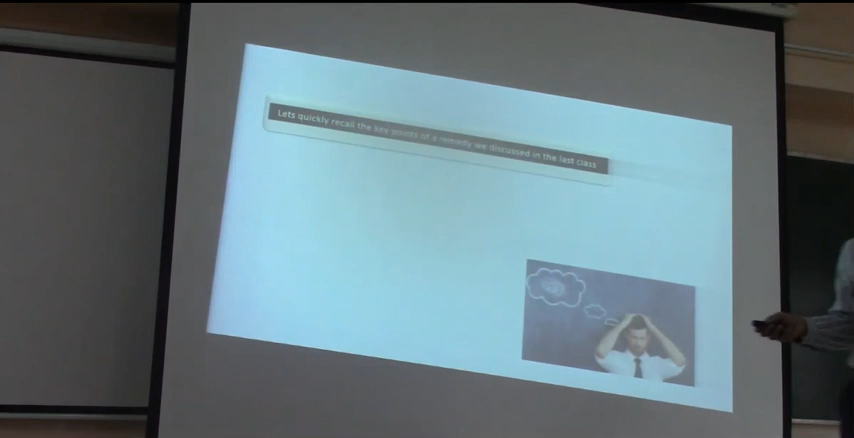 Lets quickly recall the key points of a remedy we discussed in the last class